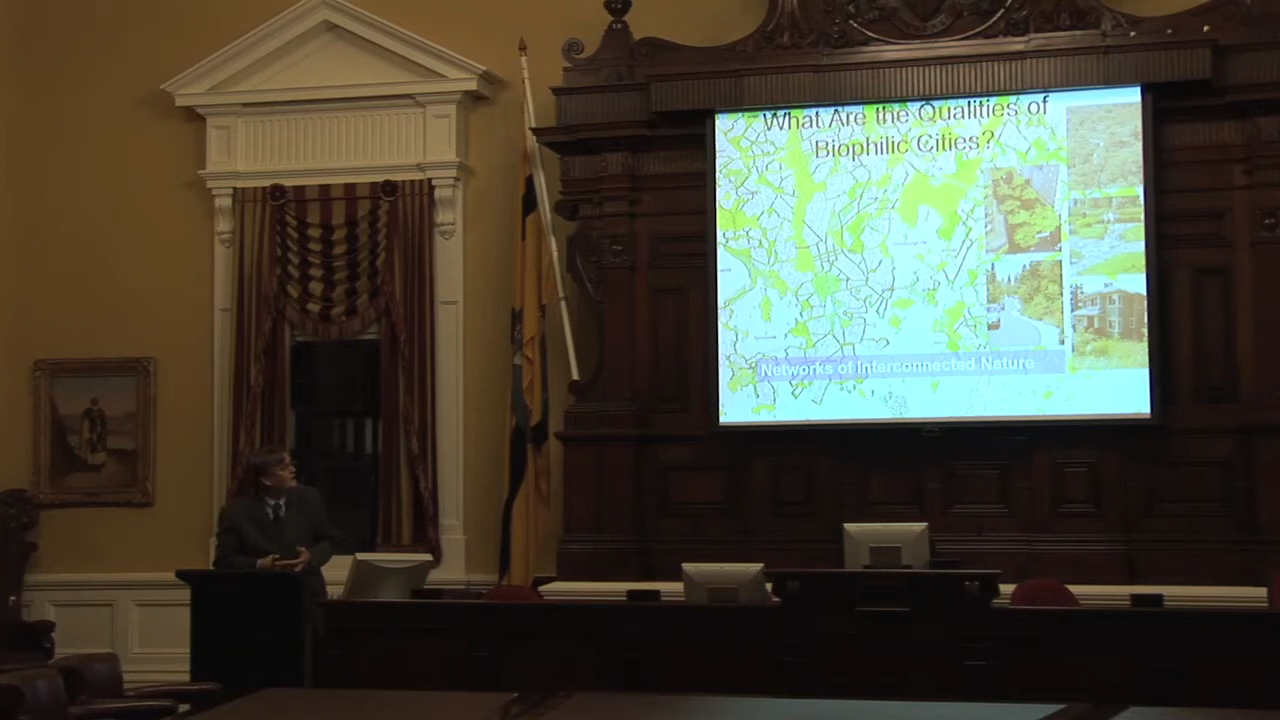 What Are the Qualities of
Biophilic Cities?
Networks of Interconnected Nature